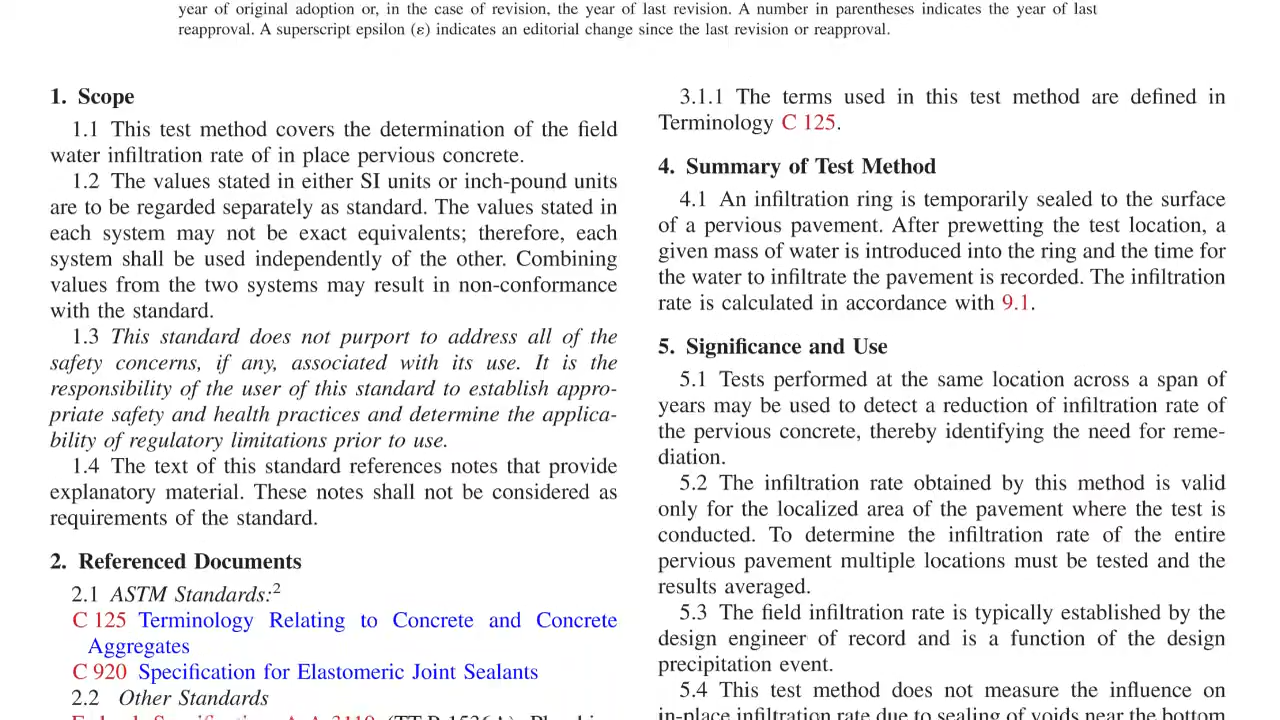 year of original adoption or, in the case of revision, the year of last revision. A number in parentheses indicates the year of last
reapproval. A superscript epsilon (ε) indicates an editorial change since the last revision or reapproval.
1. Scope
1.1 This test method covers the determination of the field
water infiltration rate of in place pervious concrete.
1.2 The values stated in either SI units or inch-pound units
are to be regarded separately as standard. The values stated in
each system may not be exact equivalents; therefore, each
system shall be used independently of the other. Combining
values from the two systems may result in non-conformance
with the standard.
1.3 This standard does not purport to address all of the
safety concerns, if any, associated with its use. It is the
responsibility of the user of this standard to establish appro-
priate safety and health practices and determine the applica-
bility of regulatory limitations prior to use.
1.4 The text of this standard references notes that provide
explanatory material. These notes shall not be considered as
requirements of the standard.
2. Referenced Documents
2.1 ASTM Standards:2
C 125 Terminology Relating to Concrete and Concrete
Aggregates
C 920 Specification for Elastomeric Joint Sealants
2.2 Other Standards
3.1.1 The terms used in this test method are defined in
Terminology C 125.
4. Summary of Test Method
4.1 An infiltration ring is temporarily sealed to the surface
of a pervious pavement. After prewetting the test location, a
given mass of water is introduced into the ring and the time for
the water to infiltrate the pavement is recorded. The infiltration
rate is calculated in accordance with 9.1.
5. Significance and Use
5.1 Tests performed at the same location across a span of
years may be used to detect a reduction of infiltration rate of
the pervious concrete, thereby identifying the need for reme-
diation.
5.2 The infiltration rate obtained by this method is valid
only for the localized area of the pavement where the test is
conducted. To determine the infiltration rate of the entire
pervious pavement multiple locations must be tested and the
results averaged.
5.3 The field infiltration rate is typically established by the
design engineer of record and is a function of the design
precipitation event.
5.4 This test method does not measure the influence on
in-place infiltration rate due to sealing of voids near the bottom